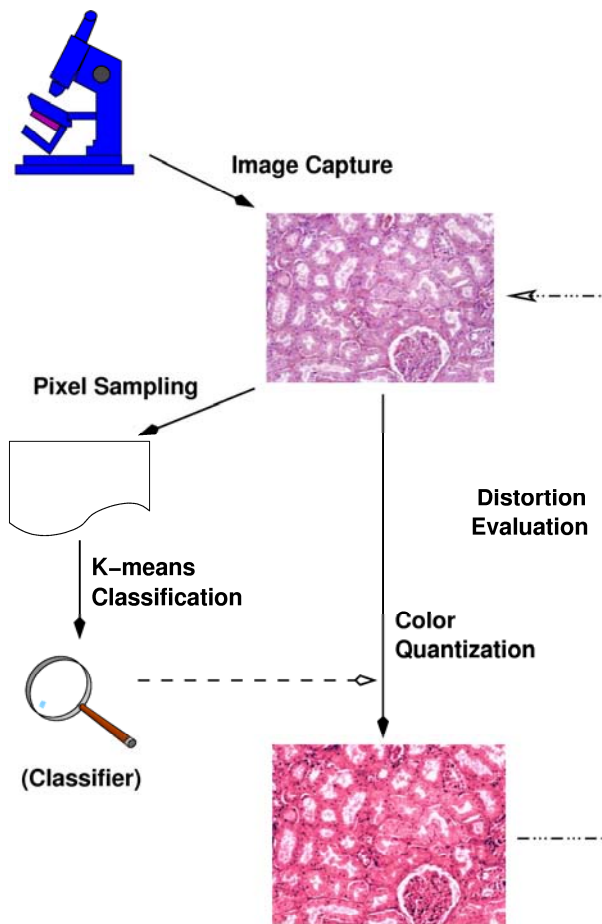 Image Capture
Pixel Sampling
Distortion
Evaluation
K−means
Classification
Color
Quantization
(Classifier)